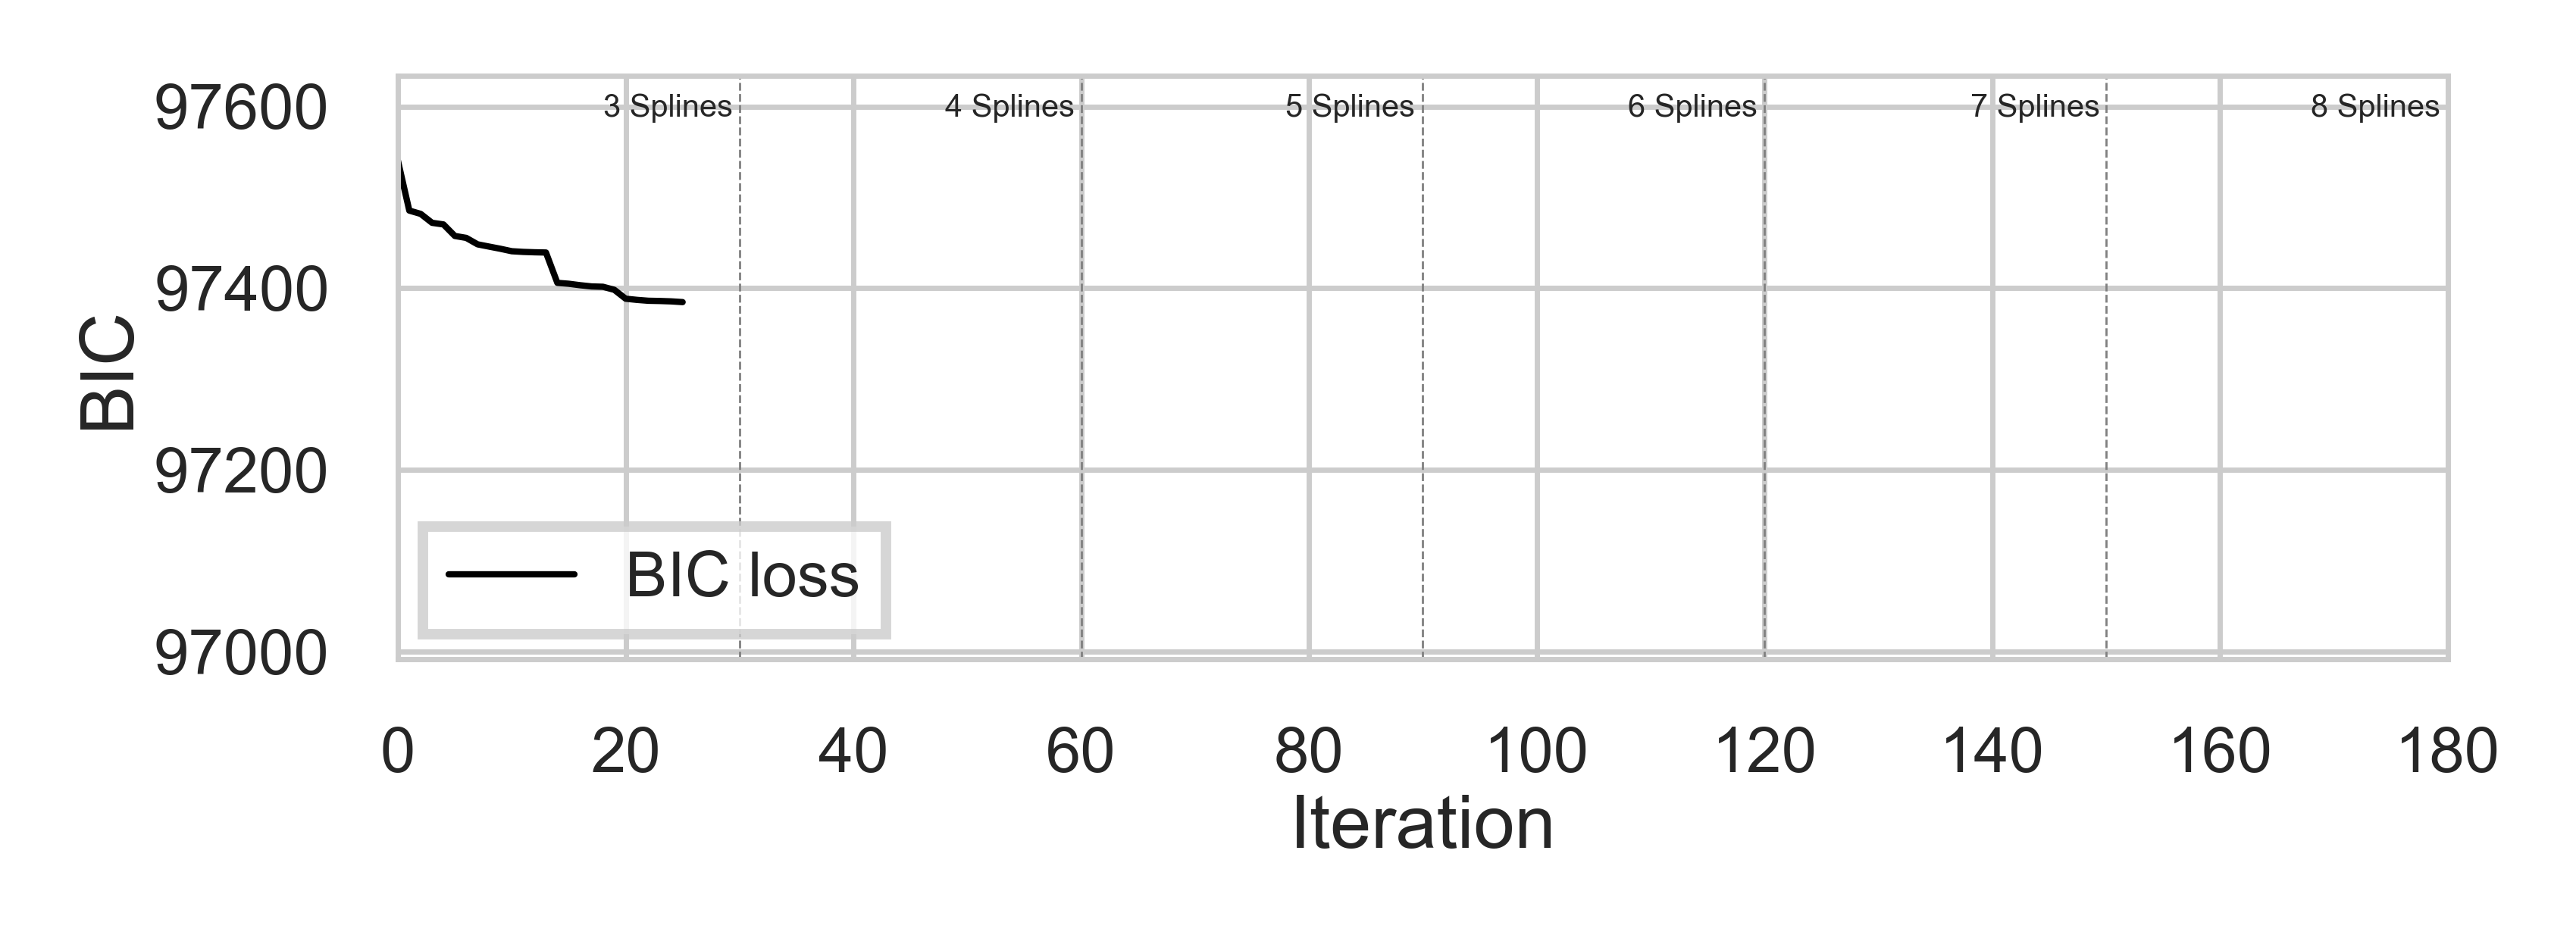 97600
97400
97200
97000
BIC
3 Splines
4 Splines
5 Splines
6 Splines
7 Splines
8 Splines
BIC loss
0 20 40 60 80 100 120 140 160 180
Iteration